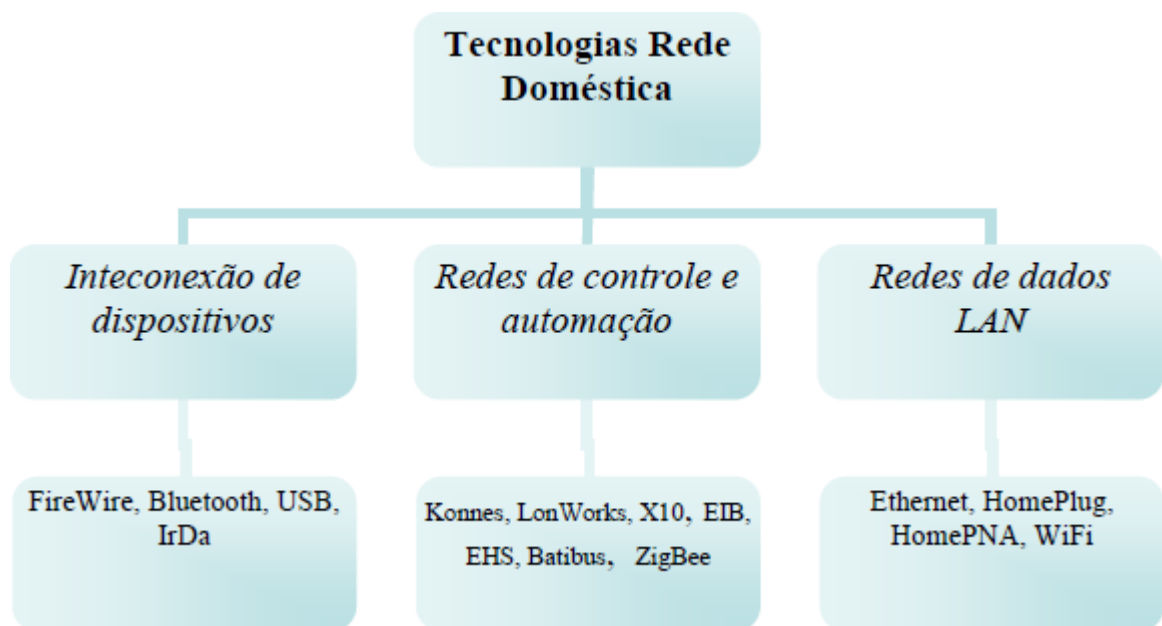 Tecnologias Rede
Doméstica
Inteconexão de
dispositivos
Redes de controle e
automação
Redes de dados
LAN
FireWire, Bluetooth, USB,
IrDa
Konnes, LonWorks, X10, EIB,
EHS, Batibus, ZigBee
Ethernet, HomePlug,
HomePNA, WiFi